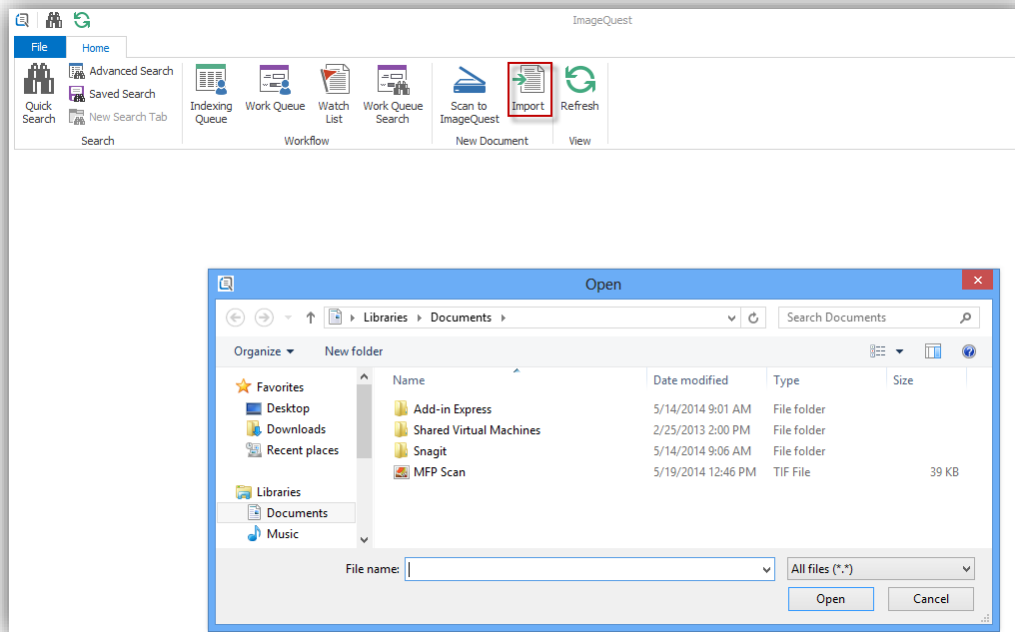 ImageQuest
File Home
Quick Search
Advanced Search
Saved Search
New Search Tab
Search
Indexing Queue
Work Queue
Watch List
Work Queue Search
Workflow
Scan to ImageQuest
Import
New Document
Refresh
View
Open
Libraries Documents
Search Documents
Organize New folder
Favorites
Desktop
Downloads
Recent places
Libraries
Documents
Music
Name Date modified Type Size
Add-in Express 5/14/2014 9:01 AM File folder
Shared Virtual Machines 2/25/2013 2:00 PM File folder
Snagit 5/14/2014 9:06 AM File folder
MFP Scan 5/19/2014 12:46 PM TIF File 39 KB
File name: All files (*.*)
Open Cancel